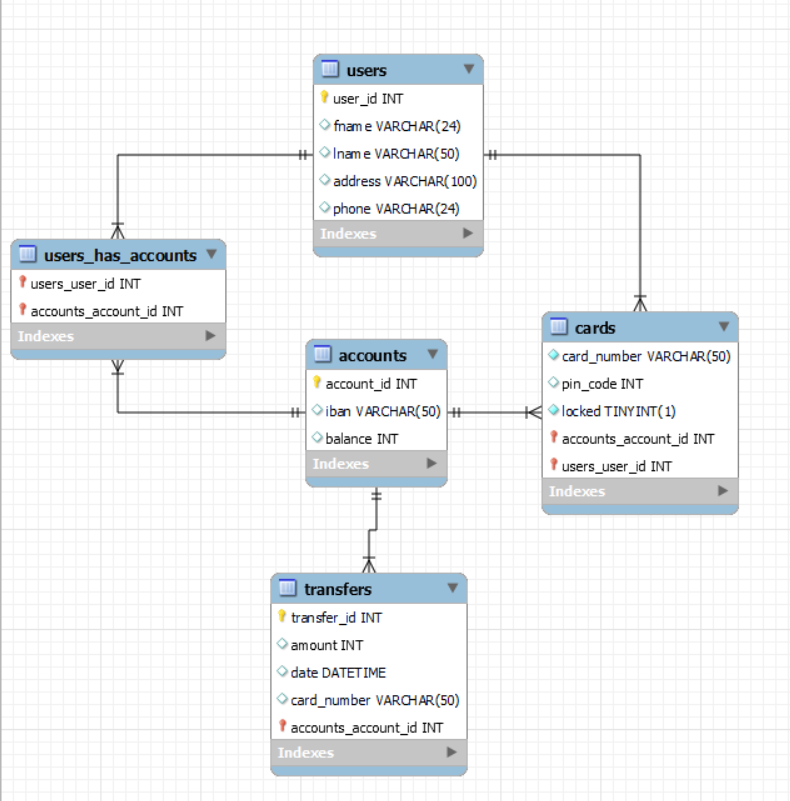 users
user_id INT
fname VARCHAR(24)
lname VARCHAR(50)
address VARCHAR(100)
phone VARCHAR(24)
Indexes
users_has_accounts
users_user_id INT
accounts_account_id INT
Indexes
accounts
account_id INT
iban VARCHAR(50)
balance INT
Indexes
cards
card_number VARCHAR(50)
pin_code INT
locked TINYINT(1)
accounts_account_id INT
users_user_id INT
Indexes
transfers
transfer_id INT
amount INT
date DATETIME
card_number VARCHAR(50)
accounts_account_id INT
Indexes